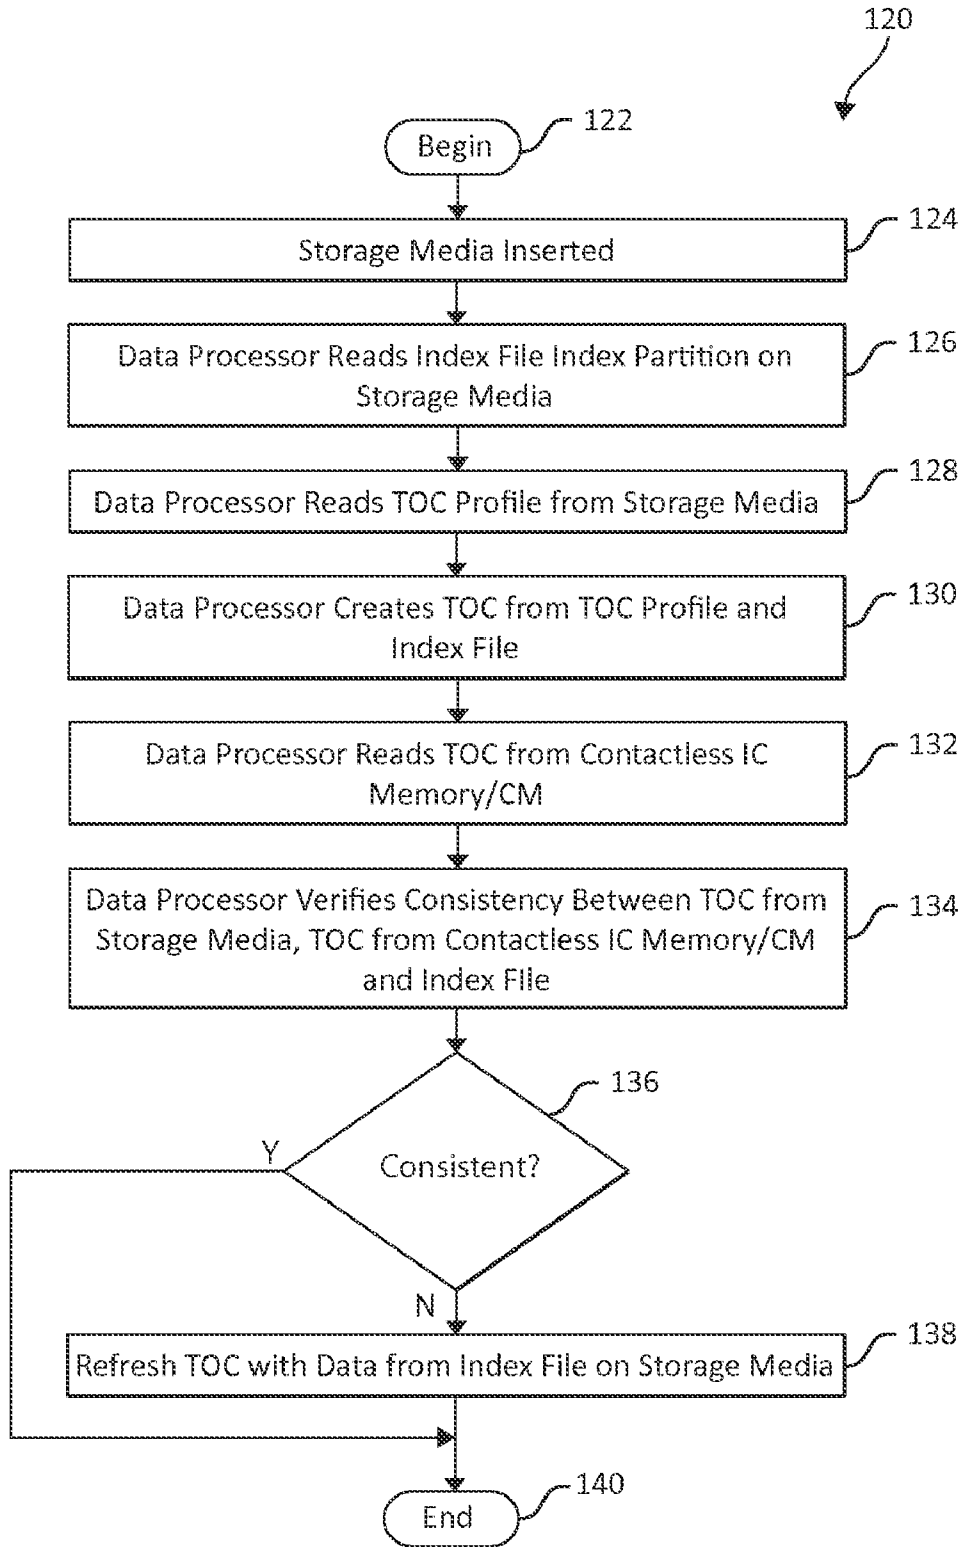 120
Begin
122
Storage Media Inserted
124
Data Processor Reads Index File Index Partition on
Storage Media
126
Data Processor Reads TOC Profile from Storage Media
128
Data Processor Creates TOC from TOC Profile and
Index File
130
Data Processor Reads TOC from Contactless IC
Memory/CM
132
Data Processor Verifies Consistency Between TOC from
Storage Media, TOC from Contactless IC Memory/CM
and Index FIle
134
136
Y
Consistent?
N
Refresh TOC with Data from Index File on Storage Media
138
End
140